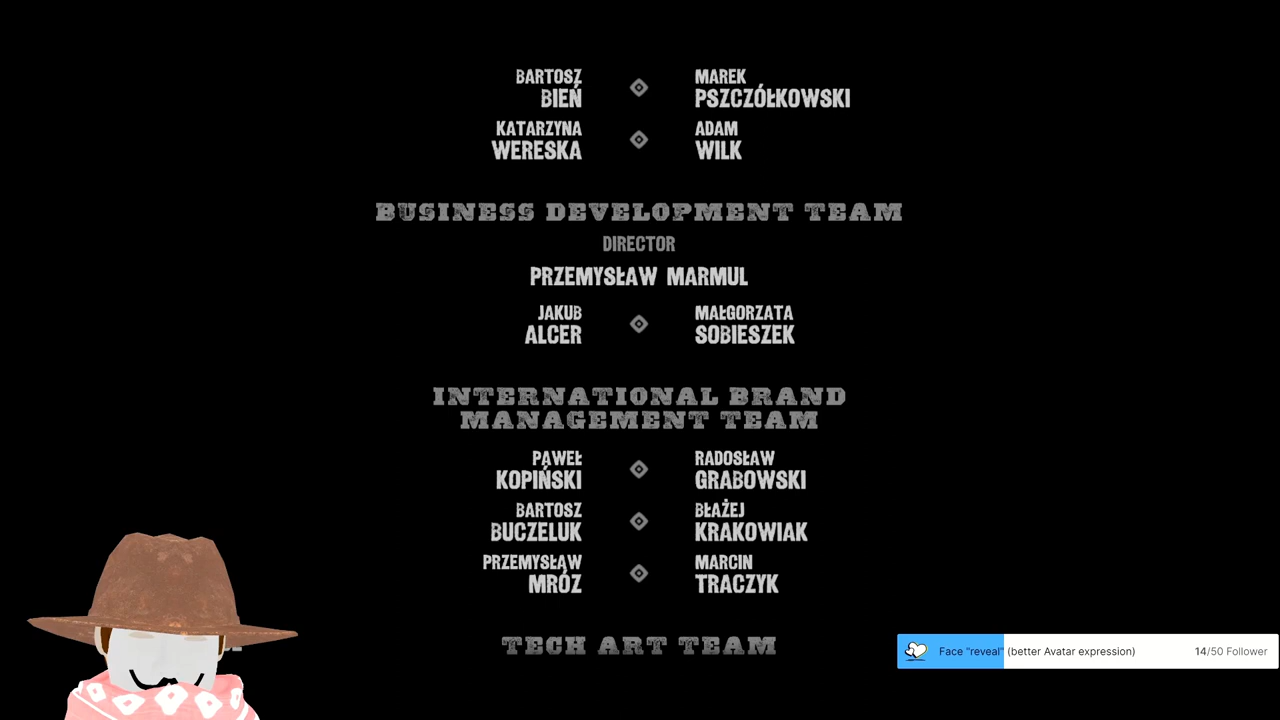 BARTOSZ
BIEŃ
MAREK
PSZCZÓŁKOWSKI
KATARZYNA
WERESKA
ADAM
WILK
BUSINESS DEVELOPMENT TEAM
DIRECTOR
PRZEMYSŁAW MARMUL
JAKUB
ALCER
MAŁGORZATA
SOBIESZEK
INTERNATIONAL BRAND
MANAGEMENT TEAM
PAWEŁ
KOPIŃSKI
RADOSŁAW
GRABOWSKI
BARTOSZ
BUCZELUK
BŁAŻEJ
KRAKOWIAK
PRZEMYSŁAW
MRÓZ
MARCIN
TRACZYK
TECH ART TEAM
Face "reveal" (better Avatar expression) 14/50 Follower